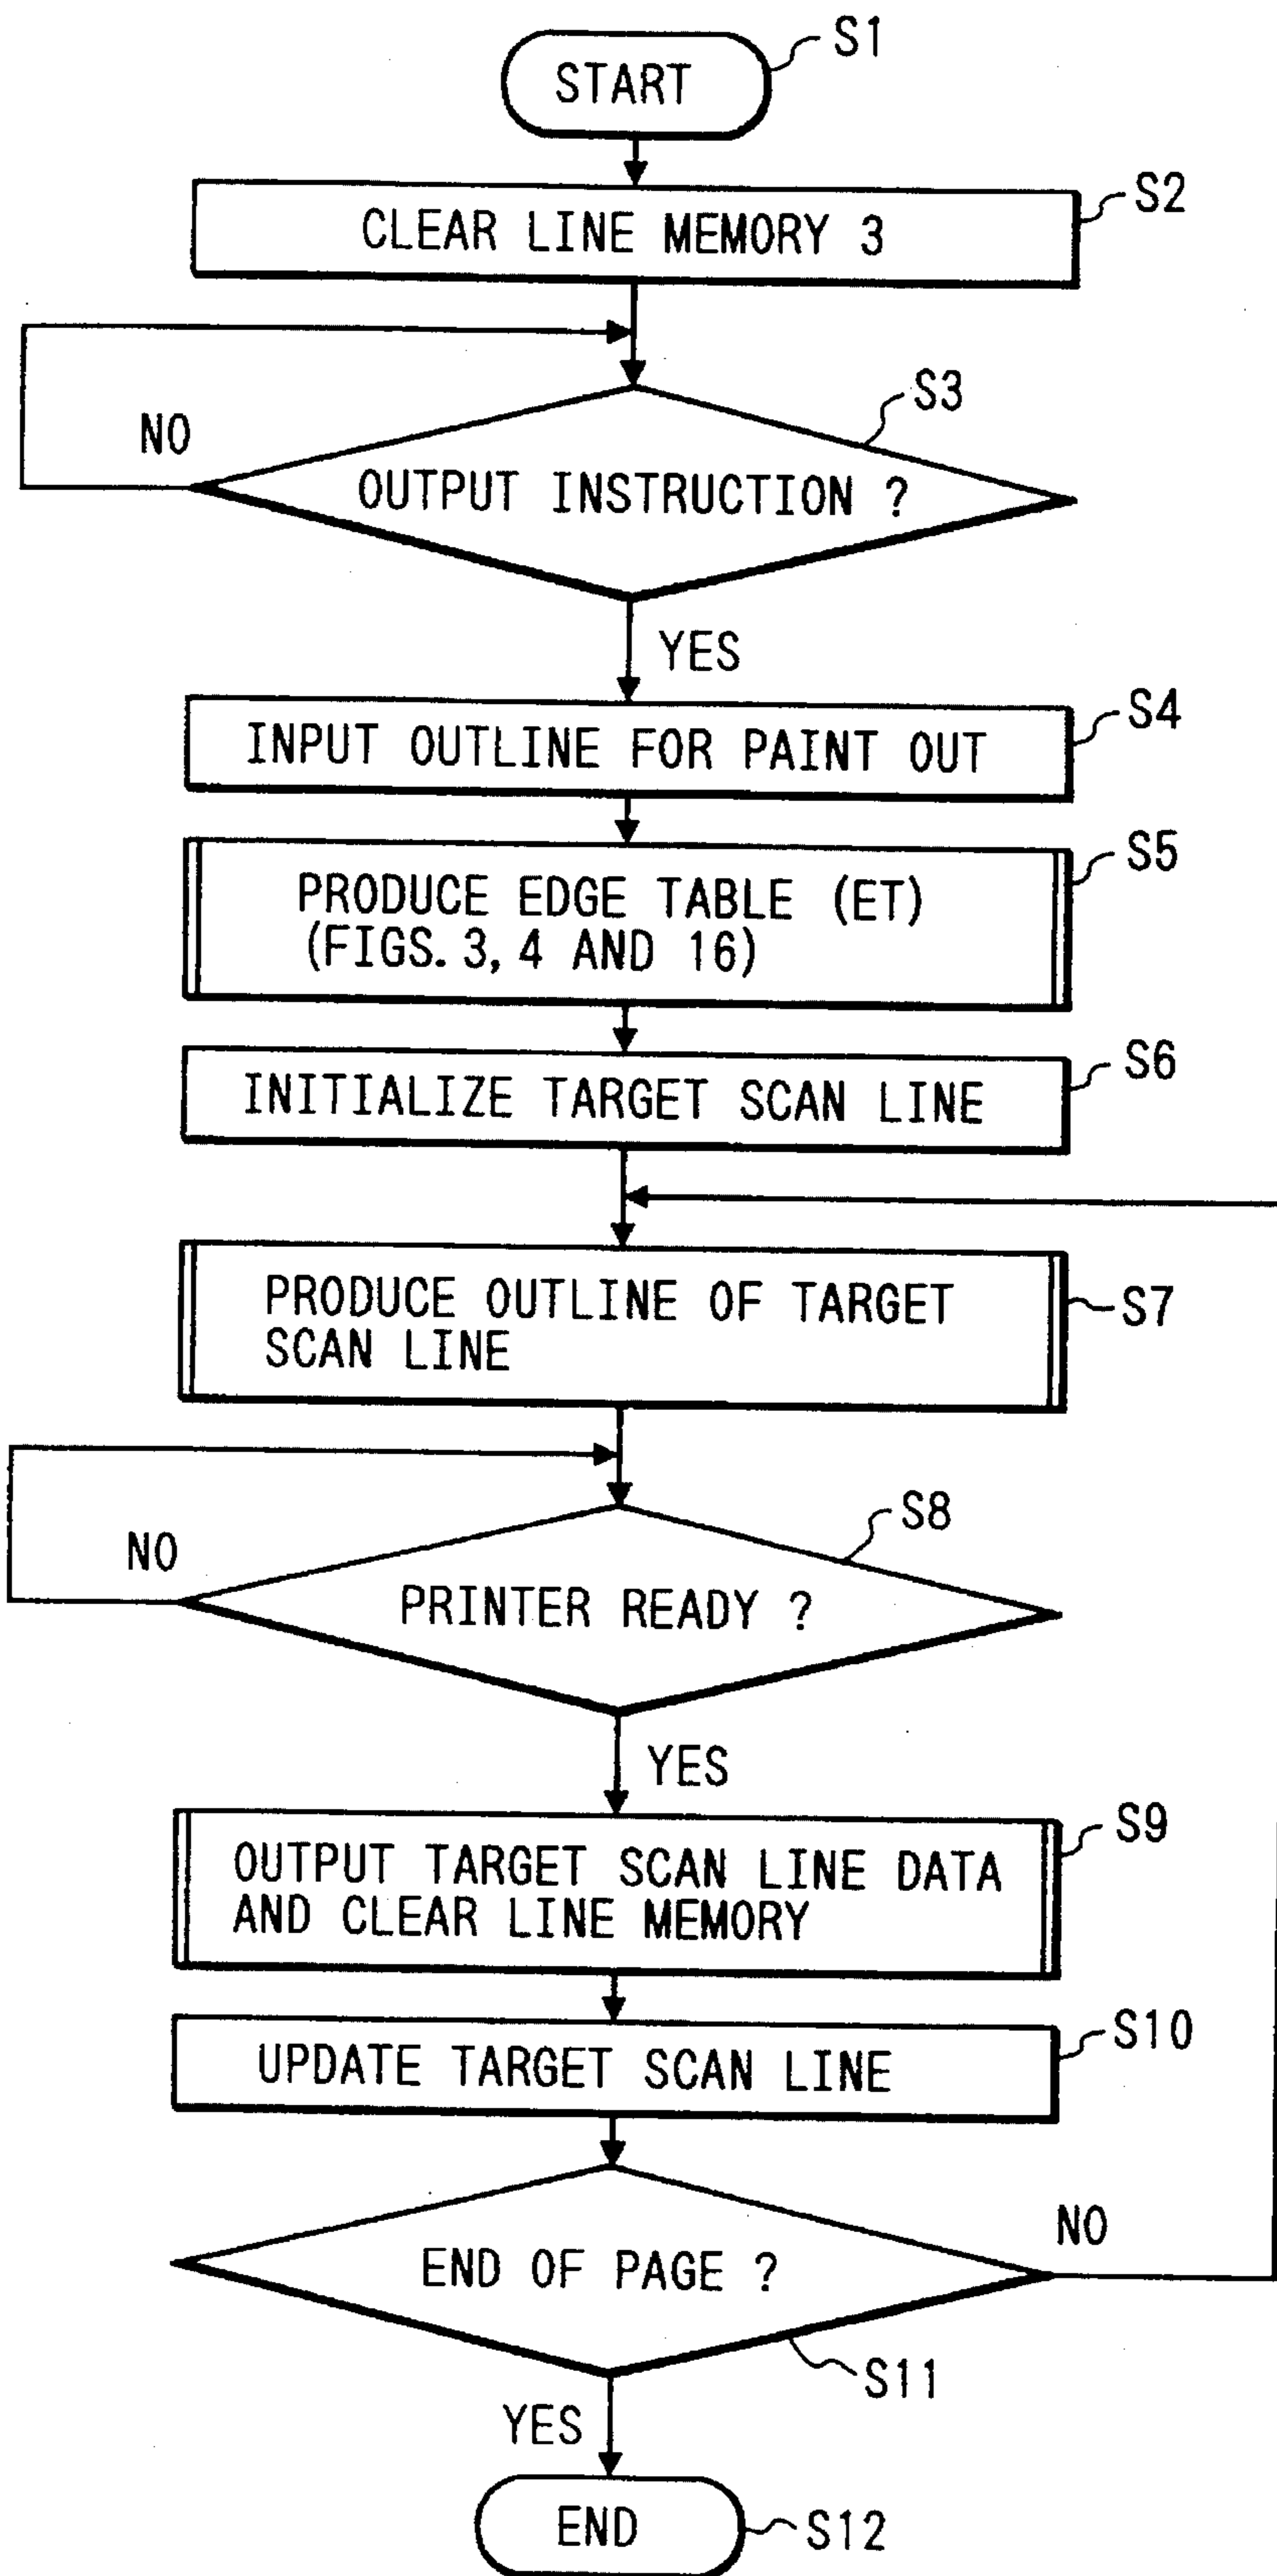 START
S1
CLEAR LINE MEMORY 3
S2
NO
OUTPUT INSTRUCTION ?
S3
YES
INPUT OUTLINE FOR PAINT OUT
S4
PRODUCE EDGE TABLE (ET)
(FIGS. 3, 4 AND 16)
S5
INITIALIZE TARGET SCAN LINE
S6
PRODUCE OUTLINE OF TARGET
SCAN LINE
S7
NO
PRINTER READY ?
S8
YES
OUTPUT TARGET SCAN LINE DATA
AND CLEAR LINE MEMORY
S9
UPDATE TARGET SCAN LINE
S10
END OF PAGE ?
NO
S11
YES
END
S12